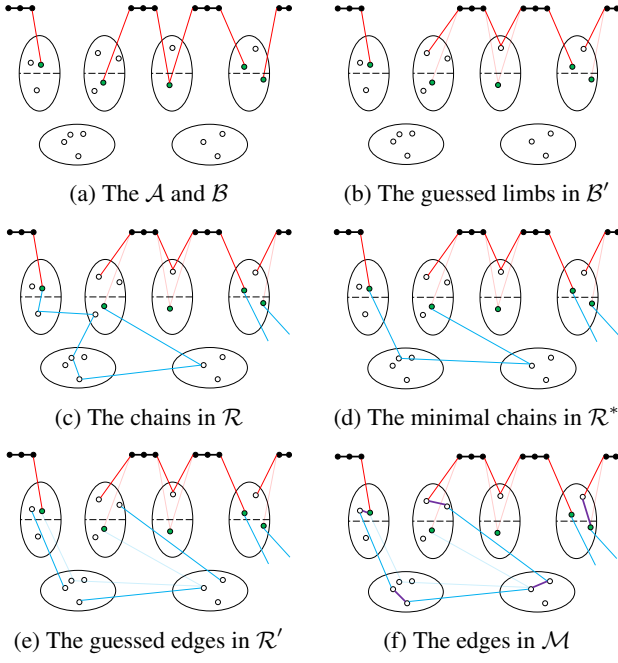 (a) The 𝒜 and ℬ
(b) The guessed limbs in ℬ′
(c) The chains in ℛ
(d) The minimal chains in ℛ*
(e) The guessed edges in ℛ′
(f) The edges in ℳ